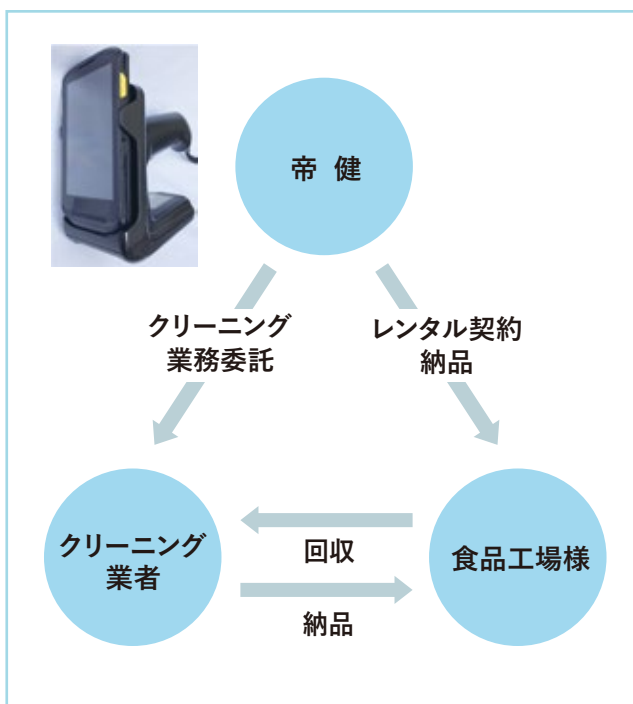 帝 健
クリーニング
業務委託
レンタル契約
納品
クリーニング
業者
回収
納品
食品工場様